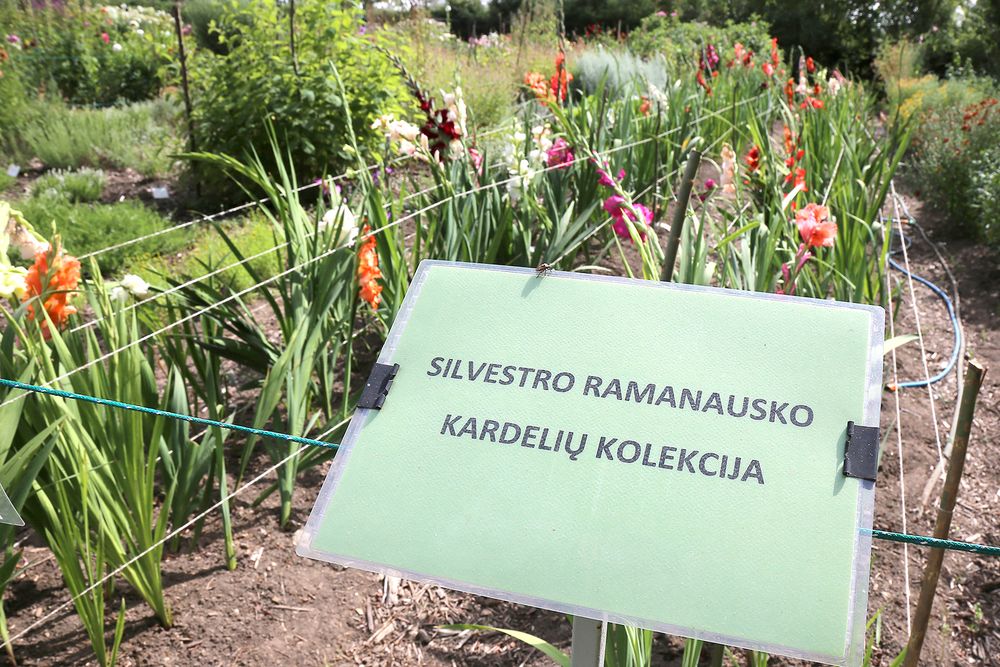 SILVESTRO RAMANAUSKO
KARDELIŲ KOLEKCIJA